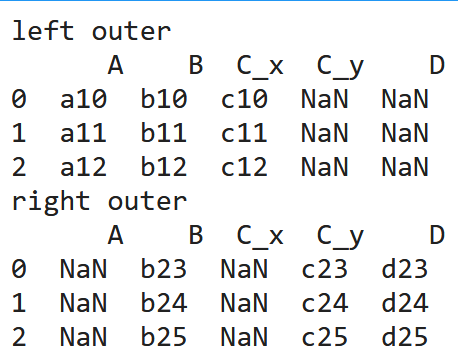 left outer
     A    B  C_x  C_y    D
0  a10  b10  c10  NaN  NaN
1  a11  b11  c11  NaN  NaN
2  a12  b12  c12  NaN  NaN
right outer
     A    B  C_x  C_y    D
0  NaN  b23  NaN  c23  d23
1  NaN  b24  NaN  c24  d24
2  NaN  b25  NaN  c25  d25